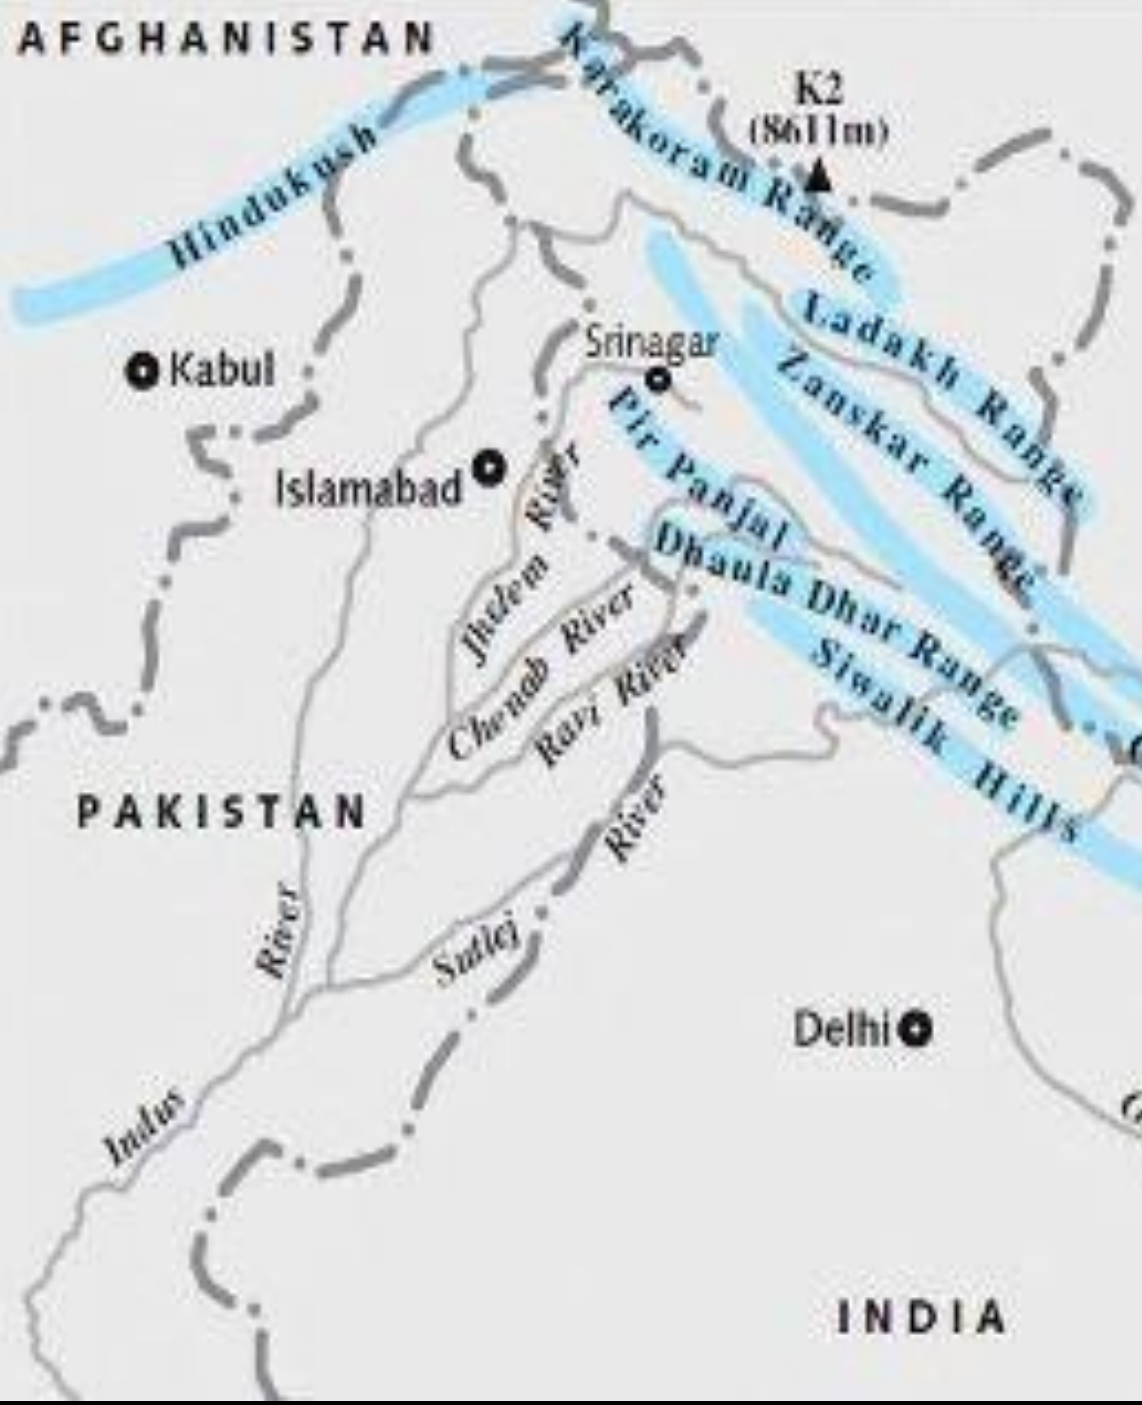 AFGHANISTAN
Karakoram Range
K2
(8611m)
Hindukush
Ladakh Range
Srinagar
Kabul
Zanskar Range
Pir Panjal
Islamabad
Jhelem River
Dhaula Dhar Range
Chenab River
Siwalik Hills
Ravi River
PAKISTAN
Sutlej River
Delhi
Indus River
INDIA